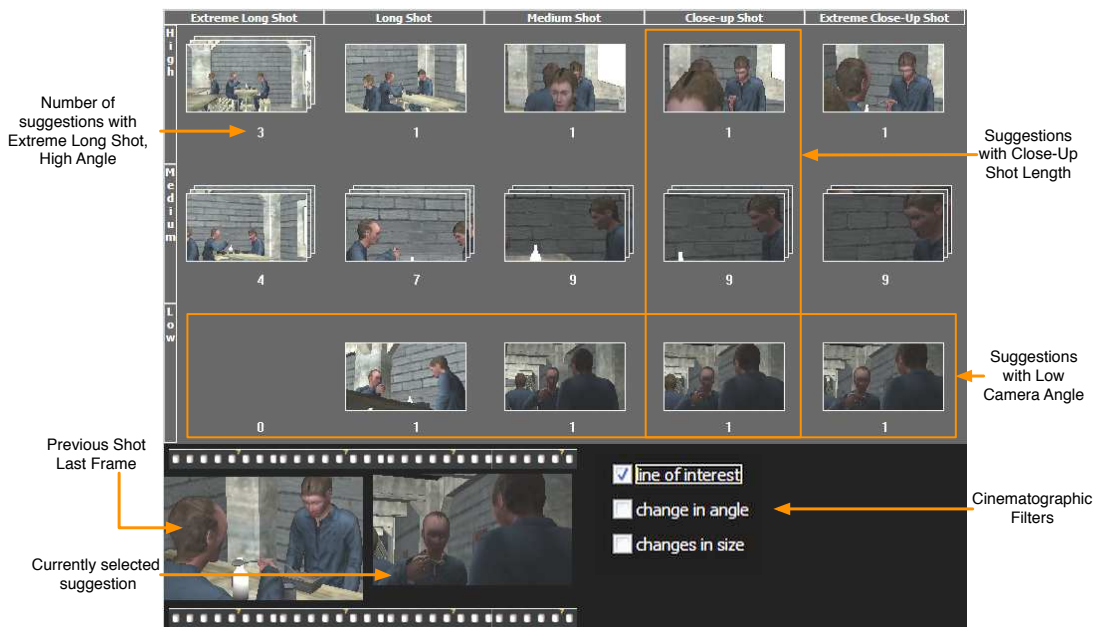 Extreme Long Shot
Long Shot
Medium Shot
Close-up Shot
Extreme Close-Up Shot
High
3
1
1
1
1
Medium
4
7
9
9
9
Low
0
1
1
1
1
Number of
suggestions with
Extreme Long Shot,
High Angle
Suggestions
with Close-Up
Shot Length
Suggestions
with Low
Camera Angle
Previous Shot
Last Frame
Currently selected
suggestion
line of interest
change in angle
changes in size
Cinematographic
Filters